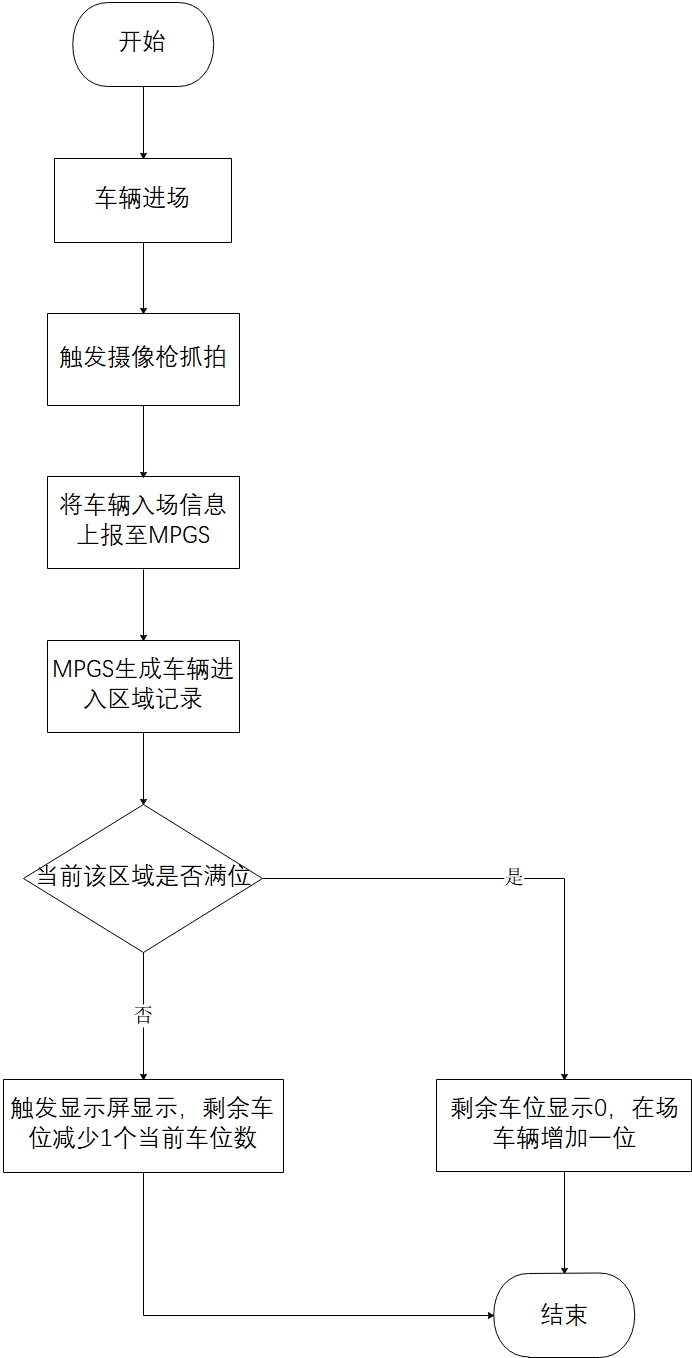 开始
车辆进场
触发摄像枪抓拍
将车辆入场信息
上报至MPGS
MPGS生成车辆进
入区域记录
当前该区域是否满位
是
否
触发显示屏显示，剩余车
位减少1个当前车位数
剩余车位显示0，在场
车辆增加一位
结束